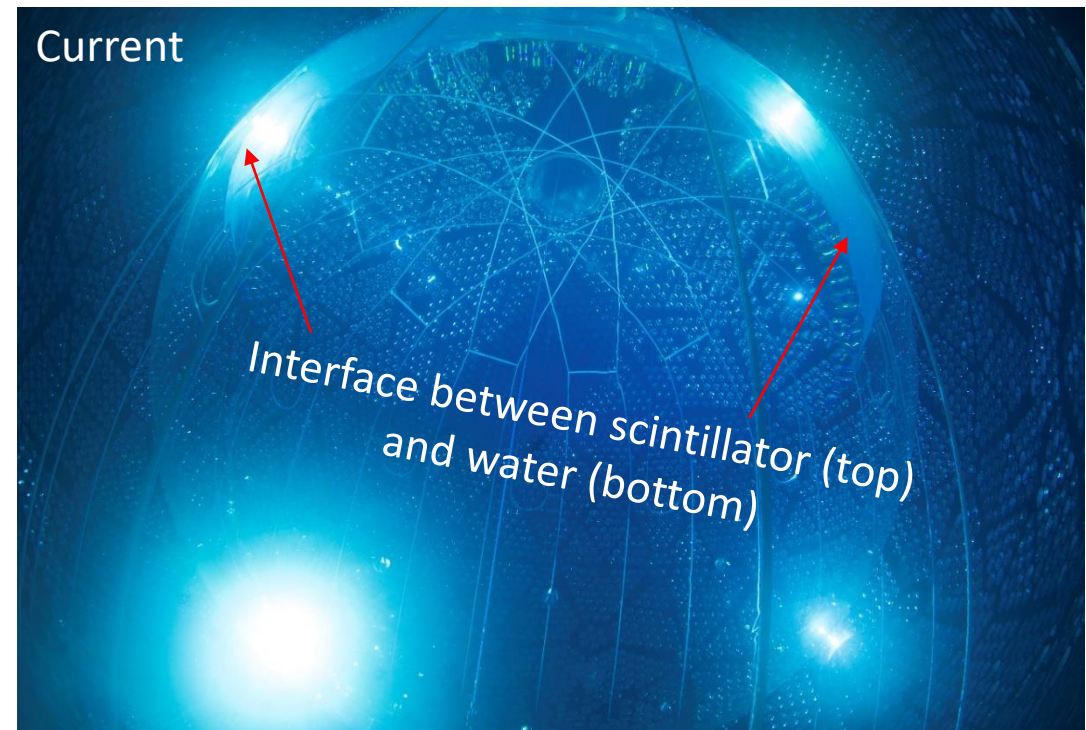 Current
Interface between scintillator (top)
and water (bottom)